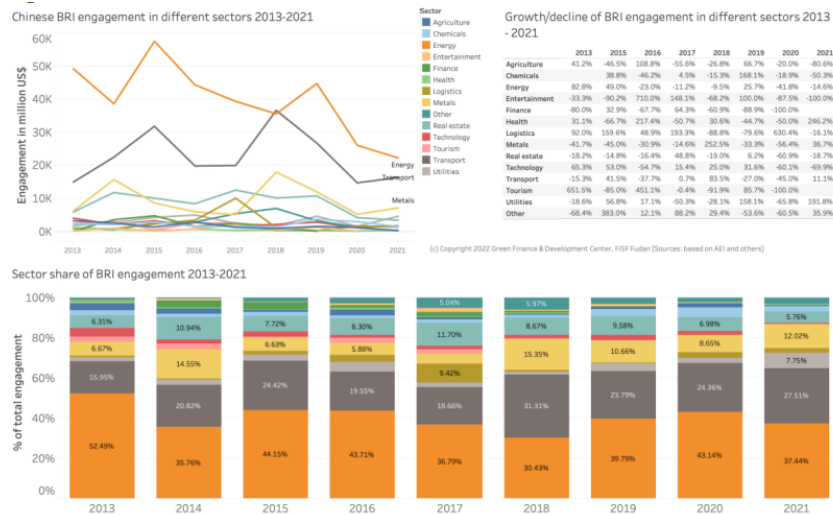 Chinese BRI engagement in different sectors 2013-2021
Engagement in million US$
60K
50K
40K
30K
20K
10K
0K
2013 2014 2015 2016 2017 2018 2019 2020 2021
Energy
Transport
Metals
Sector
Agriculture
Chemicals
Energy
Entertainment
Finance
Health
Logistics
Metals
Other
Real estate
Technology
Tourism
Transport
Utilities
Growth/decline of BRI engagement in different sectors 2013
- 2021
2013 2015 2016 2017 2018 2019 2020 2021
Agriculture 41.2% -46.5% 108.8% -55.6% -26.8% 66.7% -20.0% -80.6%
Chemicals 38.8% -46.2% 4.5% -15.3% 168.1% -18.9% -50.3%
Energy 82.8% 49.0% -23.0% -11.2% -9.5% 25.7% -41.8% -14.6%
Entertainment -33.3% -90.2% 710.0% 148.1% -68.2% 100.0% -87.5% -100.0%
Finance -80.0% 32.9% -67.7% 64.3% -60.9% -88.9% -100.0%
Health 31.1% -66.7% 217.4% -50.7% 30.6% -44.7% -50.0% 246.2%
Logistics 92.0% 159.6% 48.9% 193.3% -88.8% -79.6% 630.4% -16.1%
Metals -41.7% -45.0% -30.9% -14.6% 252.5% -33.3% -56.4% 36.7%
Real estate -18.2% -14.8% -16.4% 48.8% -19.0% 6.2% -60.9% -18.7%
Technology 65.3% 53.0% -54.7% 15.4% 25.0% 31.6% -60.1% -69.9%
Transport -15.3% 41.5% -37.7% 0.7% 83.5% -27.0% -45.0% 11.1%
Tourism 651.5% -85.0% 451.1% -0.4% -91.9% 85.7% -100.0%
Utilities -18.6% 56.8% 17.1% -50.3% -28.1% 158.1% -65.8% 191.8%
Other -68.4% 383.0% 12.1% 88.2% 29.4% -53.6% -60.5% 35.9%
(c) Copyright 2022 Green Finance & Development Center, FISF Fudan (Sources: based on AEI and others)
Sector share of BRI engagement 2013-2021
% of total engagement
100%
80%
60%
40%
20%
0%
5.04% 5.97%
6.31% 10.94% 7.72% 8.30% 11.70% 8.67% 9.58% 6.98% 5.76%
6.67% 14.55% 6.63% 5.88% 15.35% 10.66% 8.65% 12.02%
9.42% 7.75%
15.95% 20.82% 24.42% 19.55% 18.66% 31.31% 23.79% 24.36% 27.51%
52.49% 35.76% 44.15% 43.71% 36.79% 30.43% 39.79% 43.14% 37.44%
2013 2014 2015 2016 2017 2018 2019 2020 2021